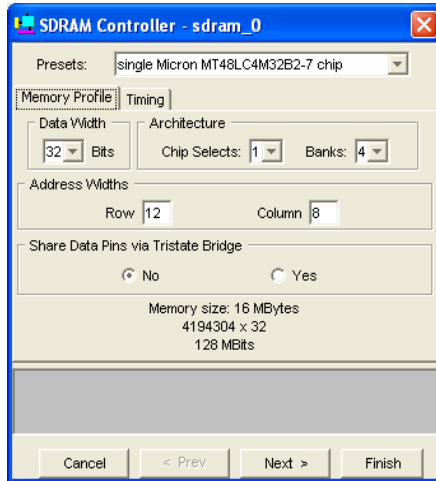 SDRAM Controller - sdram_0
Presets: single Micron MT48LC4M32B2-7 chip
Memory Profile Timing
Data Width Architecture
32 Bits Chip Selects: 1 Banks: 4
Address Widths
Row 12 Column 8
Share Data Pins via Tristate Bridge
No Yes
Memory size: 16 MBytes
4194304 x 32
128 MBits
Cancel < Prev Next > Finish